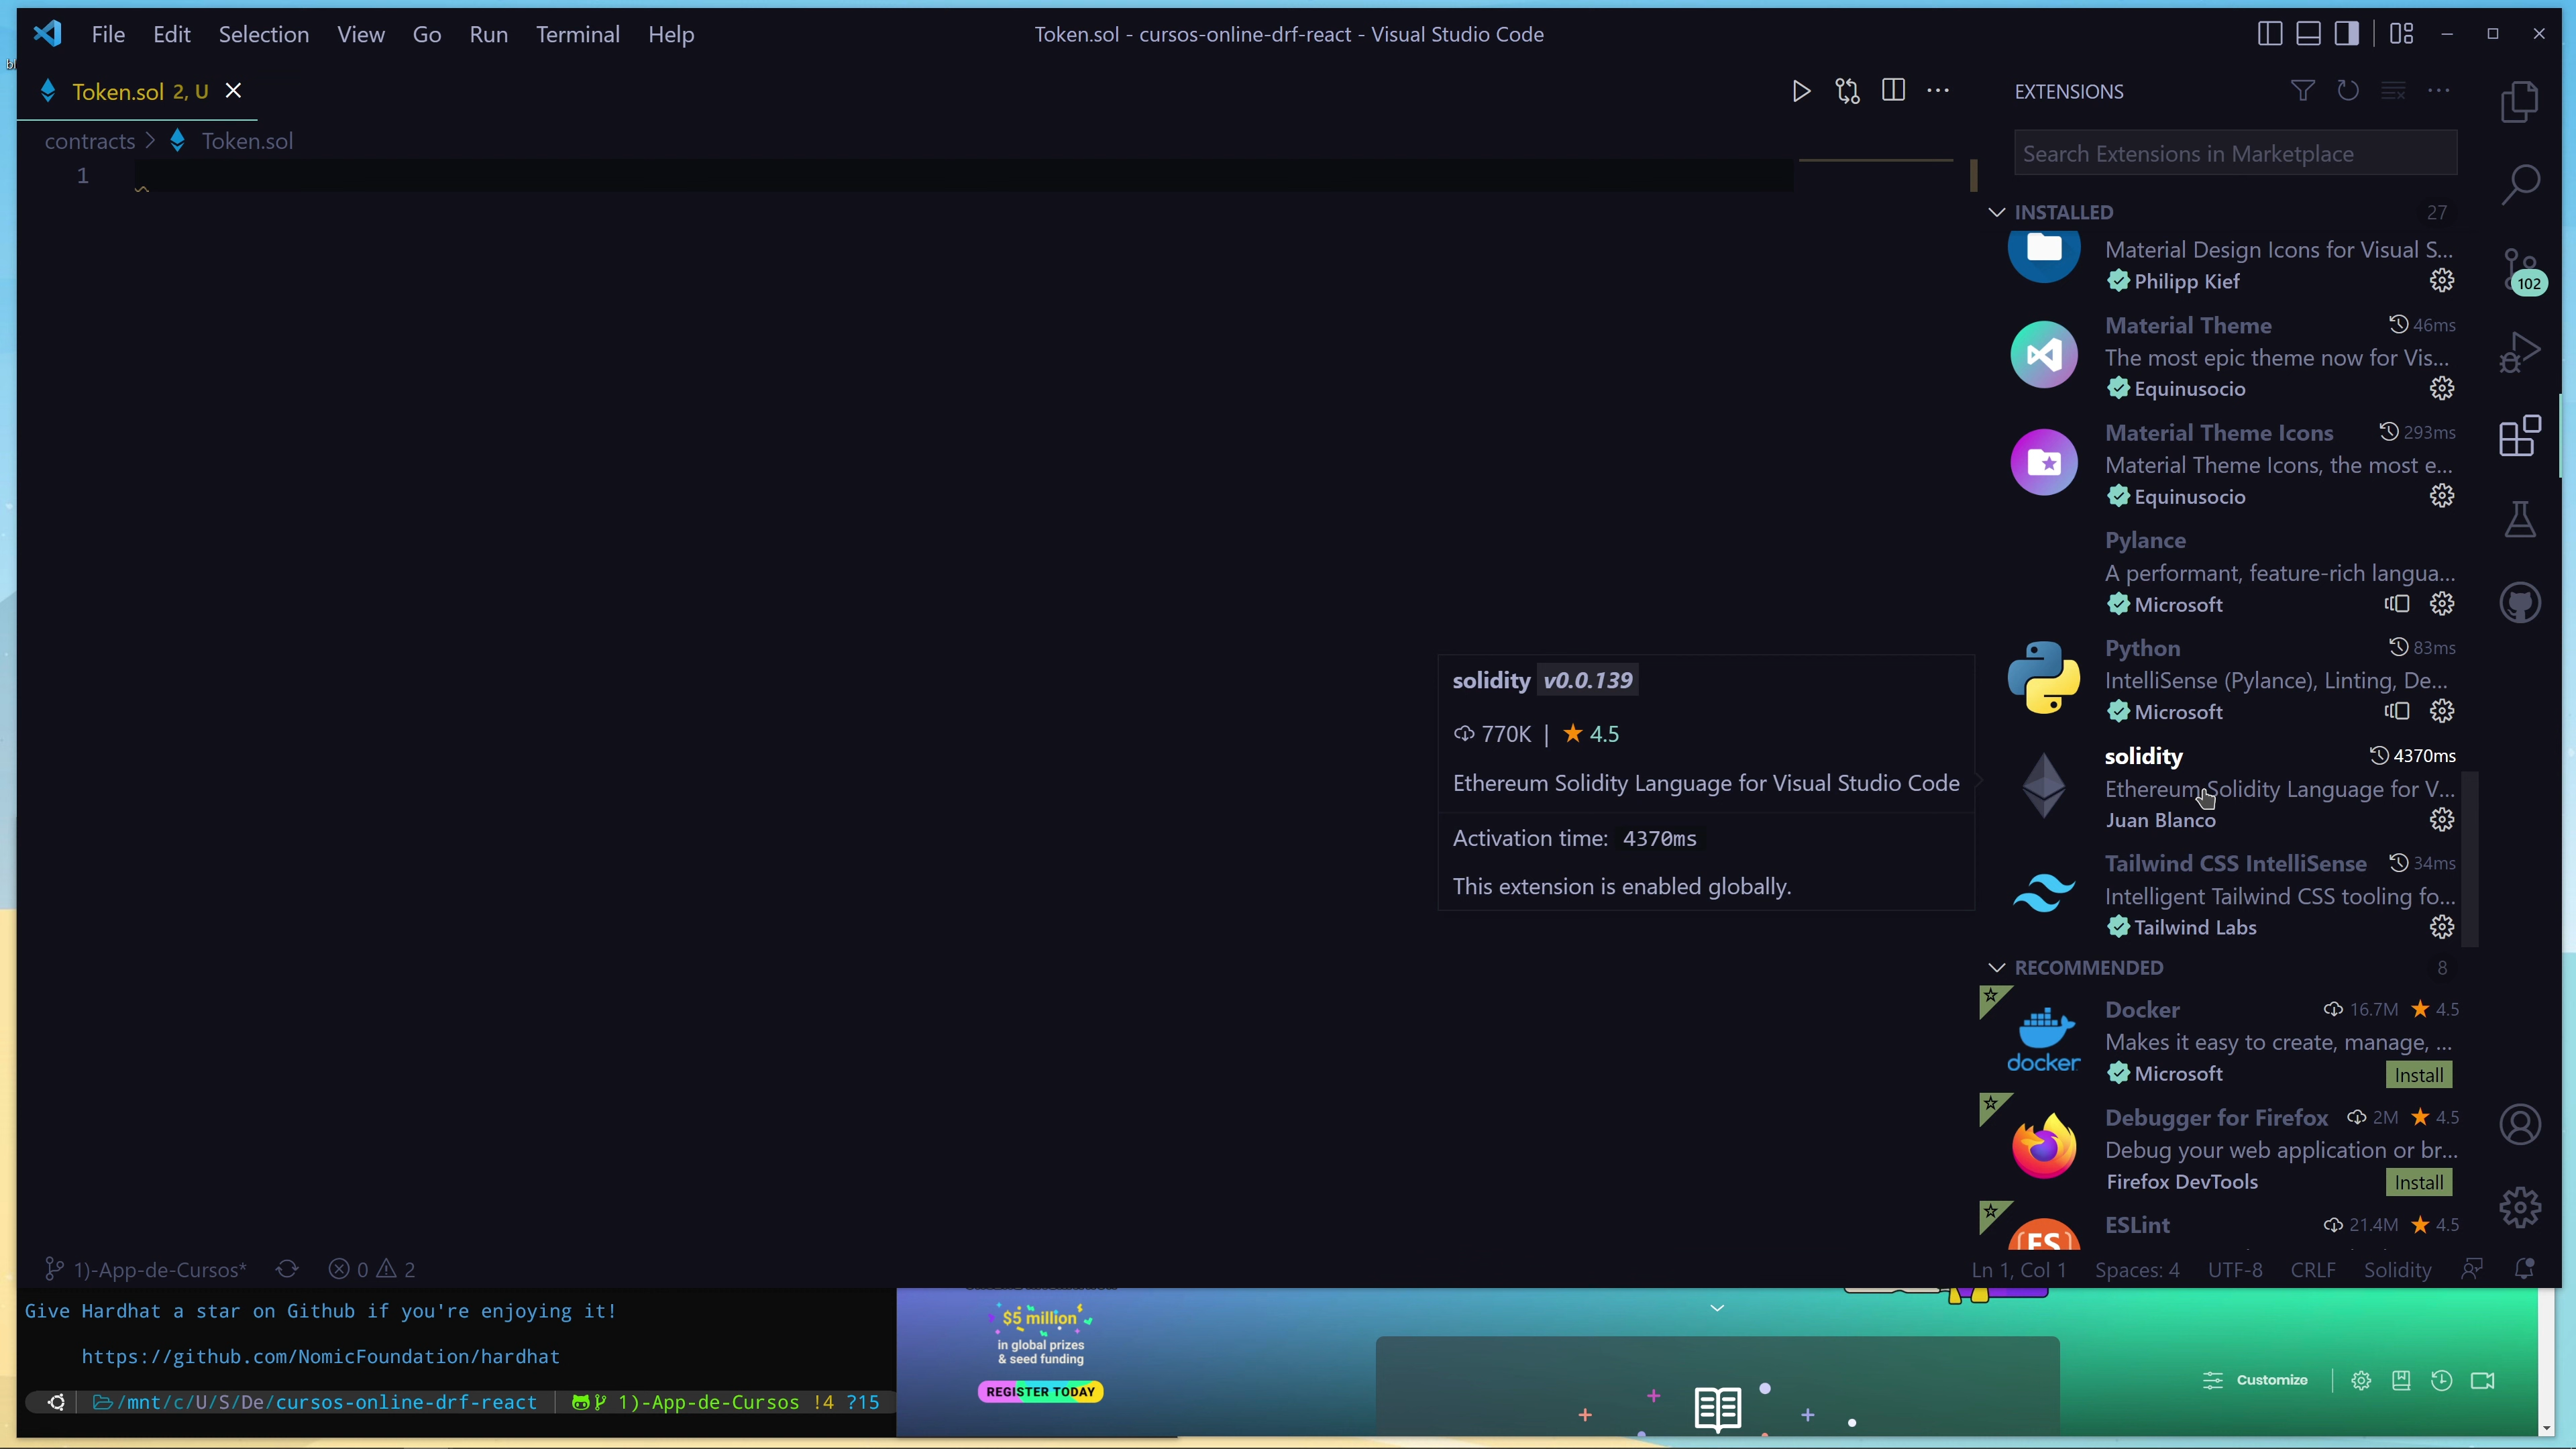 File Edit Selection View Go Run Terminal Help
Token.sol - cursos-online-drf-react - Visual Studio Code
Token.sol 2, U
contracts > Token.sol
1
EXTENSIONS
Search Extensions in Marketplace
INSTALLED 27
Material Design Icons for Visual S...
Philipp Kief
Material Theme 46ms
The most epic theme now for Vis...
Equinusocio
Material Theme Icons 293ms
Material Theme Icons, the most e...
Equinusocio
Pylance
A performant, feature-rich langua...
Microsoft
Python 83ms
IntelliSense (Pylance), Linting, De...
Microsoft
solidity 4370ms
Ethereum Solidity Language for V...
Juan Blanco
Tailwind CSS IntelliSense 34ms
Intelligent Tailwind CSS tooling fo...
Tailwind Labs
RECOMMENDED 8
Docker 16.7M 4.5
Makes it easy to create, manage, ...
docker
Microsoft Install
Debugger for Firefox 2M 4.5
Debug your web application or br...
Firefox DevTools Install
ESLint 21.4M 4.5
ES
102
solidity v0.0.139
770K | 4.5
Ethereum Solidity Language for Visual Studio Code
Activation time: 4370ms
This extension is enabled globally.
1)-App-de-Cursos* 0 2
Ln 1, Col 1 Spaces: 4 UTF-8 CRLF Solidity
Give Hardhat a star on Github if you're enjoying it!
https://github.com/NomicFoundation/hardhat
/mnt/c/U/S/De/cursos-online-drf-react 1)-App-de-Cursos !4 ?15
$5 million
in global prizes
& seed funding
REGISTER TODAY
Customize